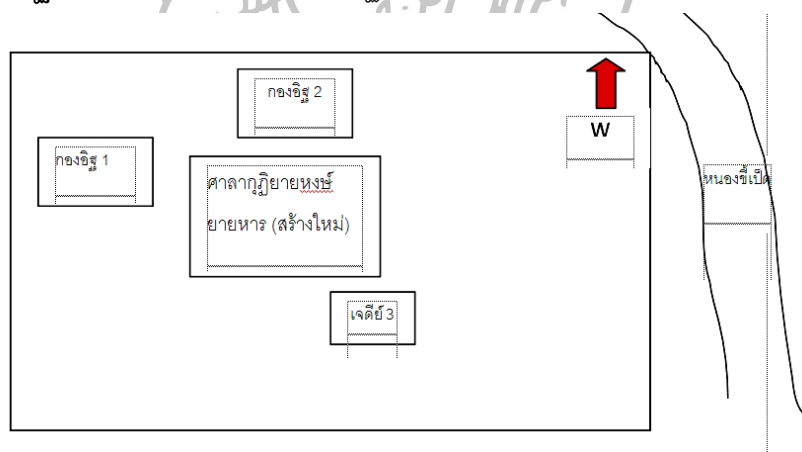 กองอิฐ 2
W
กองอิฐ 1
ศาลากุฏิยายหงษ์
ยายหาร (สร้างใหม่)
หนองขี้เป็ด
เจดีย์ 3